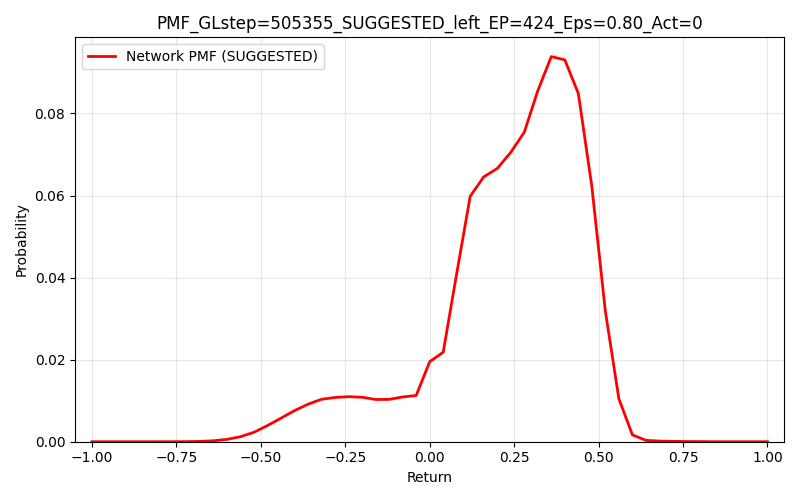 PMF_GLstep=505355_SUGGESTED_left_EP=424_Eps=0.80_Act=0
Network PMF (SUGGESTED)
Probability
0.08
0.06
0.04
0.02
0.00
−1.00 −0.75 −0.50 −0.25 0.00 0.25 0.50 0.75 1.00
Return